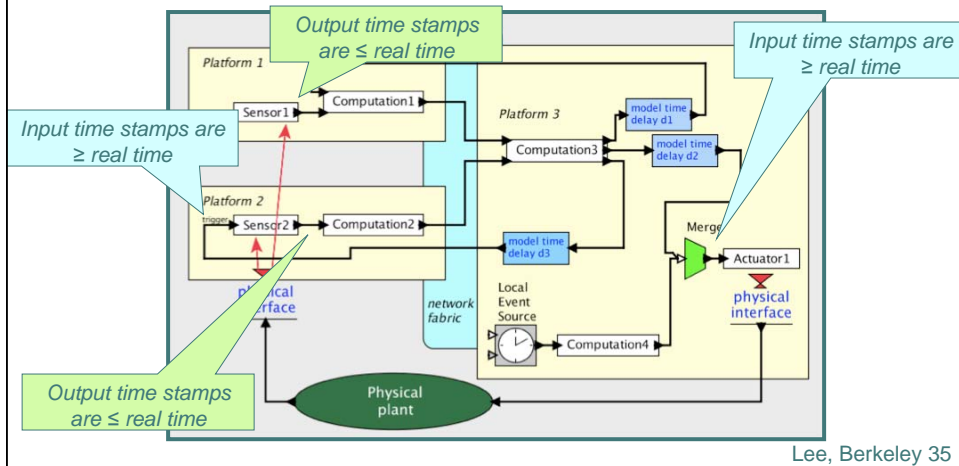 Output time stamps
are ≤ real time
Input time stamps are
≥ real time
Platform 1
Sensor1
Computation1
Input time stamps are
≥ real time
Platform 2
trigger
Sensor2
Computation2
Platform 3
Computation3
model time
delay d1
model time
delay d2
model time
delay d3
Merge
Actuator1
physical
interface
physical
interface
network
fabric
Local
Event
Source
Computation4
Output time stamps
are ≤ real time
Physical
plant
Lee, Berkeley 35